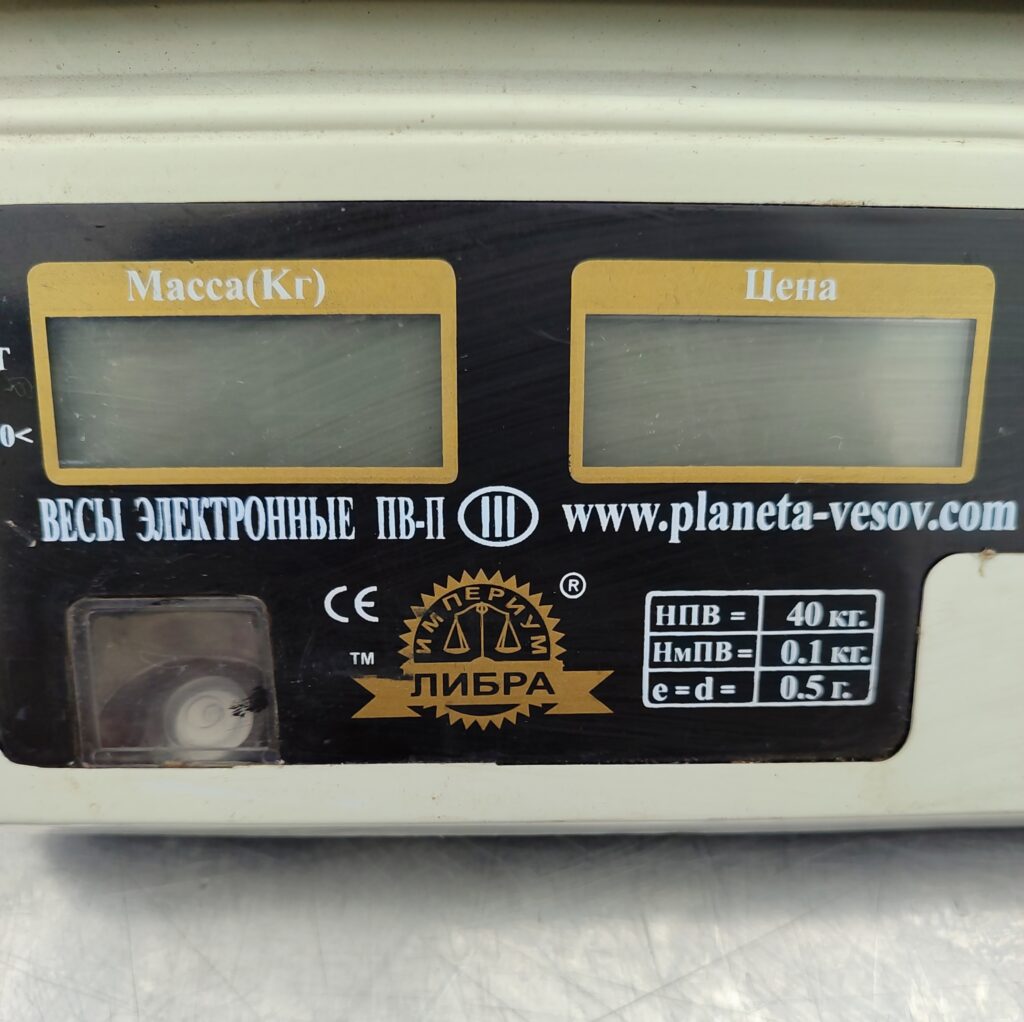 Масса(Кг)
Цена
0<
ВЕСЫ ЭЛЕКТРОННЫЕ ПВ-П III www.planeta-vesov.com
CE
ИМПЕРИУМ
®
™
ЛИБРА
НПВ = 40 кг.
НмПВ = 0.1 кг.
e = d = 0.5 г.